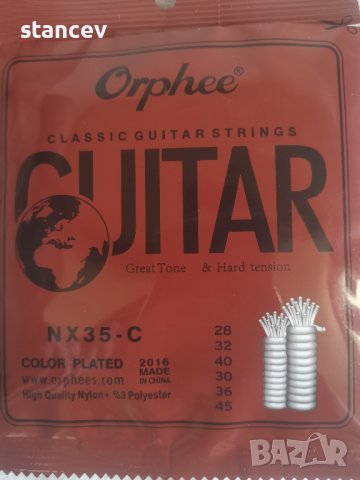 stancev
Orphee®
CLASSIC GUITAR STRINGS
GUITAR
Great Tone & Hard tension
NX35-C
28
32
40
30
36
45
COLOR PLATED
www.orphees.com
2016
MADE
IN CHINA
High Quality Nylon+ %3 Polyester
BAZAR